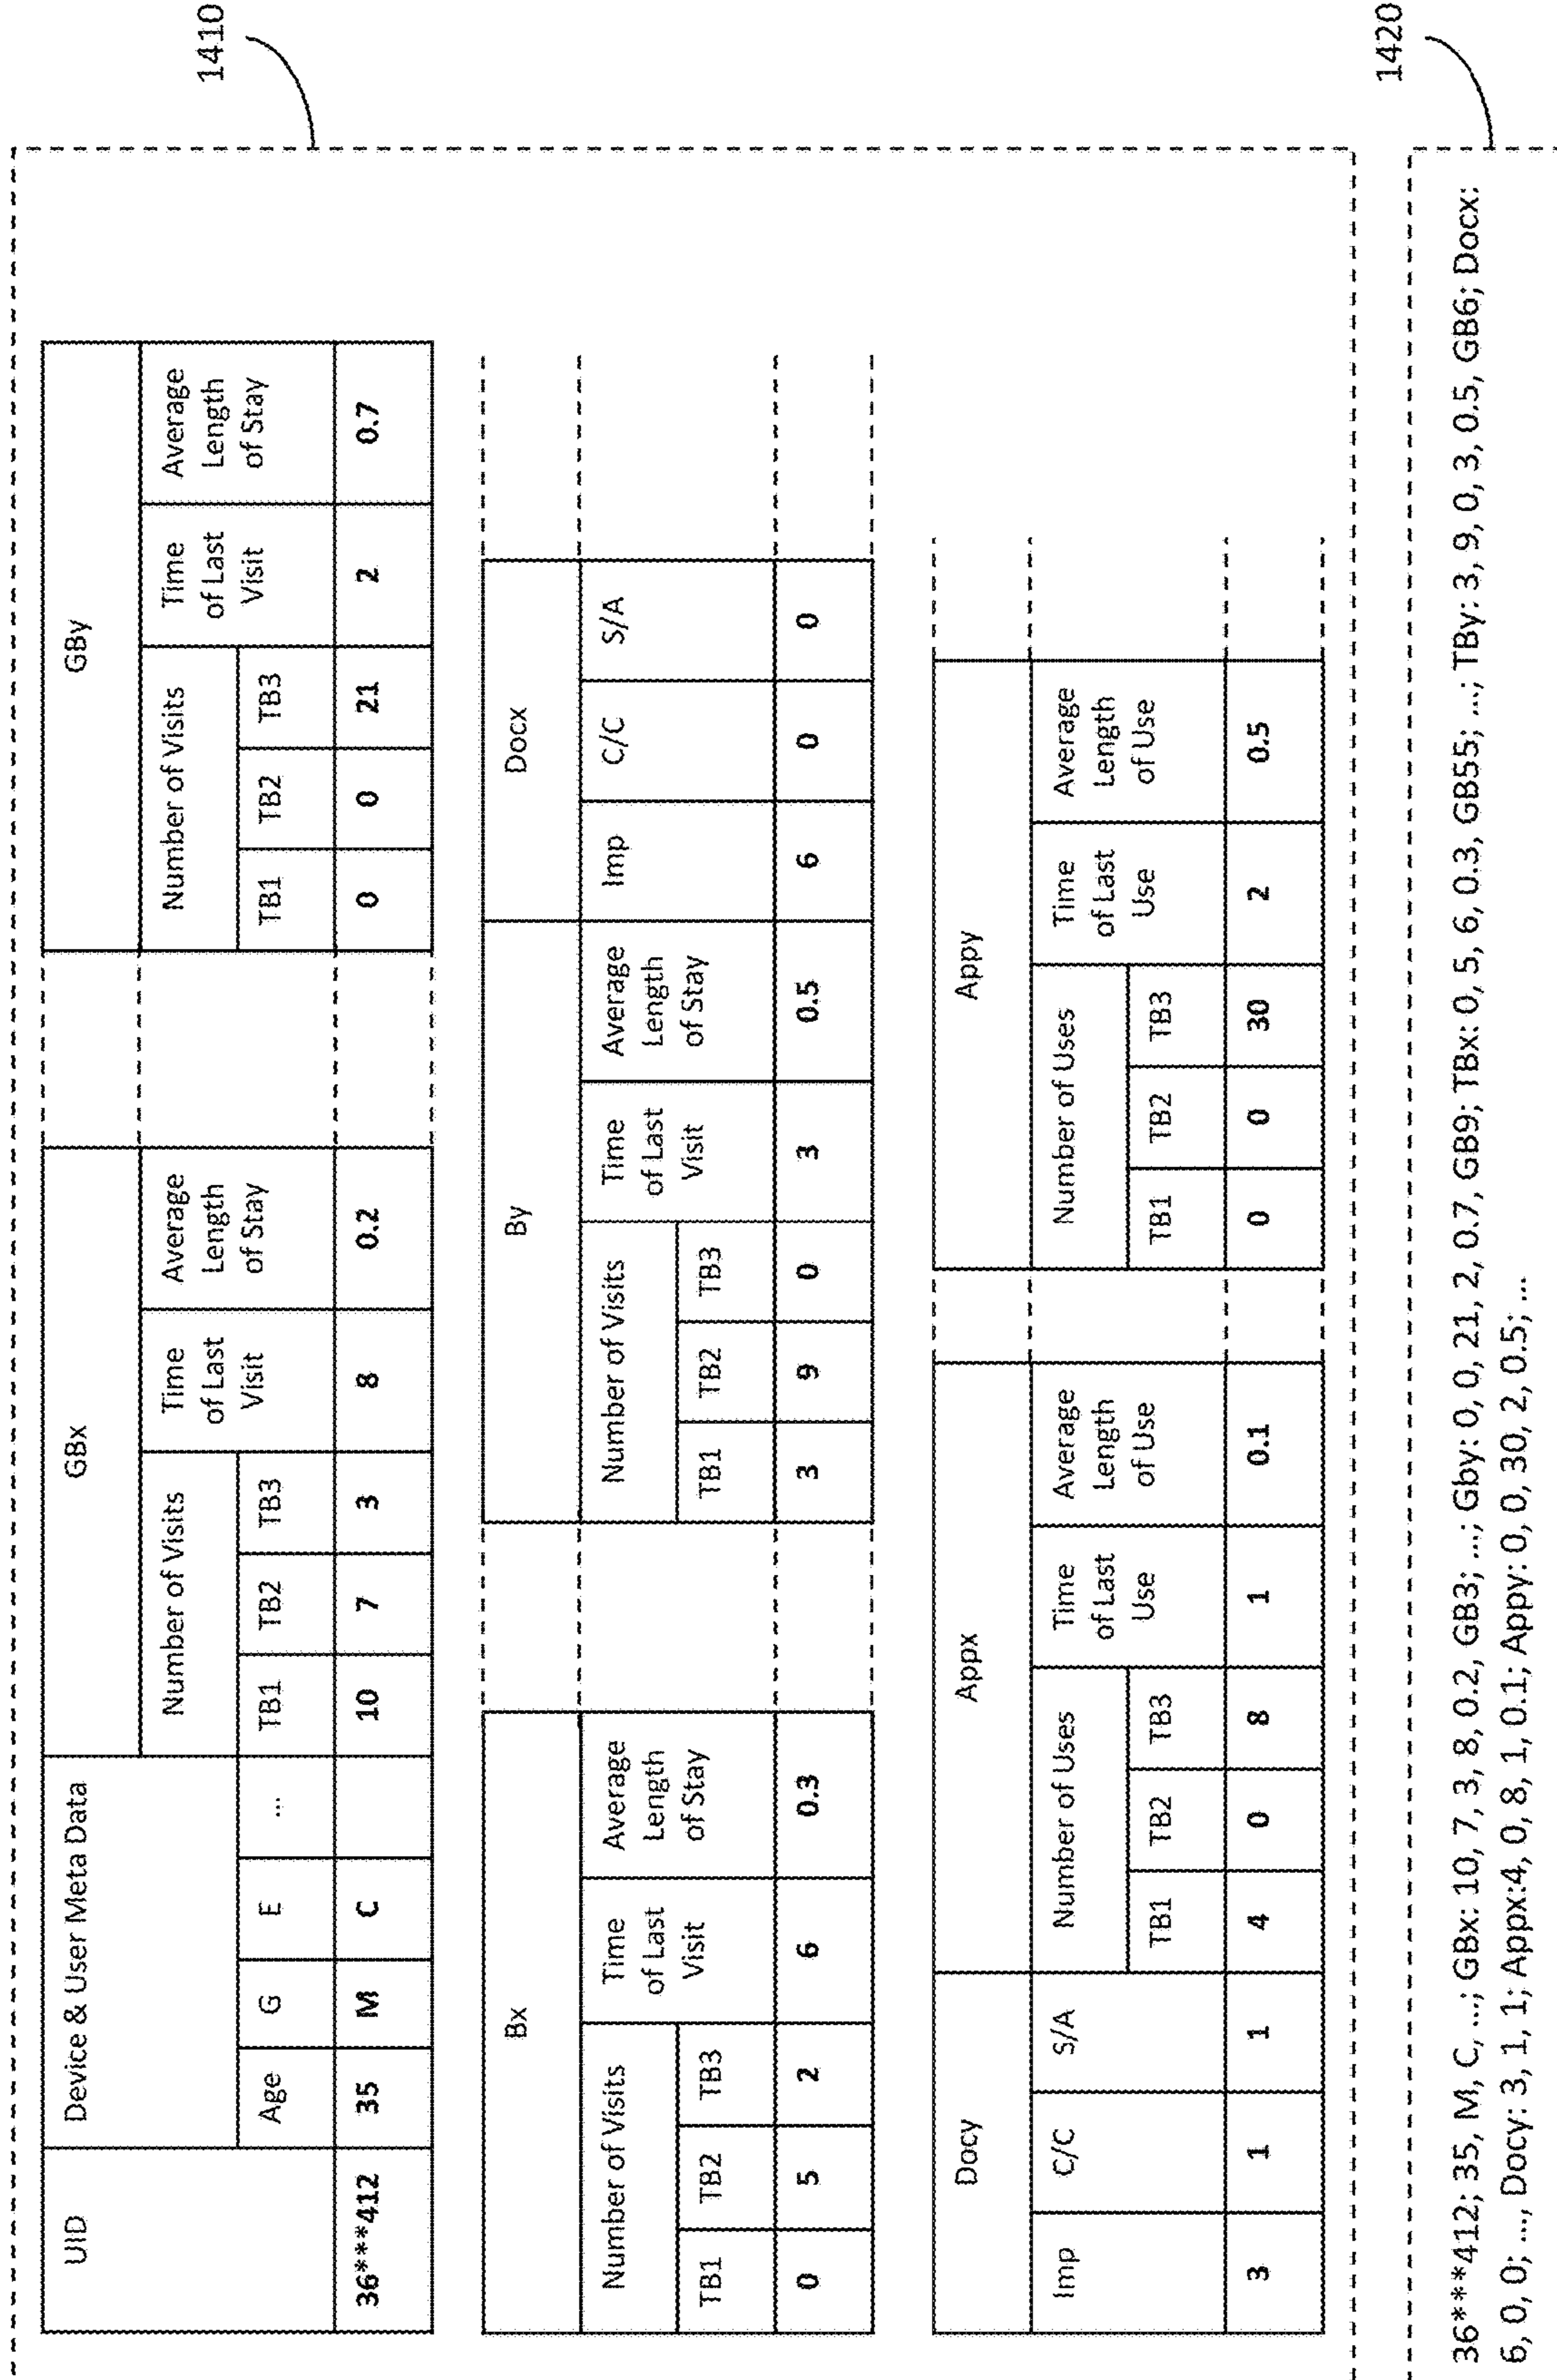 1410
UID
Device & User Meta Data
GBx
GBy
Number of Visits
Time of Last Visit
Average Length of Stay
Number of Visits
Time of Last Visit
Average Length of Stay
Age G E ... TB1 TB2 TB3 TB1 TB2 TB3
36***412 35 M C 10 7 3 8 0.2 0 0 21 2 0.7
Bx
By
Docx
Number of Visits
Time of Last Visit
Average Length of Stay
Number of Visits
Time of Last Visit
Average Length of Stay
Imp C/C S/A
TB1 TB2 TB3 TB1 TB2 TB3
0 5 2 6 0.3 3 9 0 3 0.5 6 0 0
Docy
Appx
Appy
Imp C/C S/A
Number of Uses
Time of Last Use
Average Length of Use
Number of Uses
Time of Last Use
Average Length of Use
TB1 TB2 TB3 TB1 TB2 TB3
3 1 1 4 0 8 1 0.1 0 0 30 2 0.5
1420
36***412; 35, M, C, ...; GBx: 10, 7, 3, 8, 0.2, GB3; ...; Gby: 0, 0, 21, 2, 0.7, GB9; TBx: 0, 5, 6, 0.3, GB55; ...; TBy: 3, 9, 0, 3, 0.5, GB6; Docx:
6, 0, 0; ..., Docy: 3, 1, 1; Appx:4, 0, 8, 1, 0.1; Appy: 0, 0, 30, 2, 0.5; ...